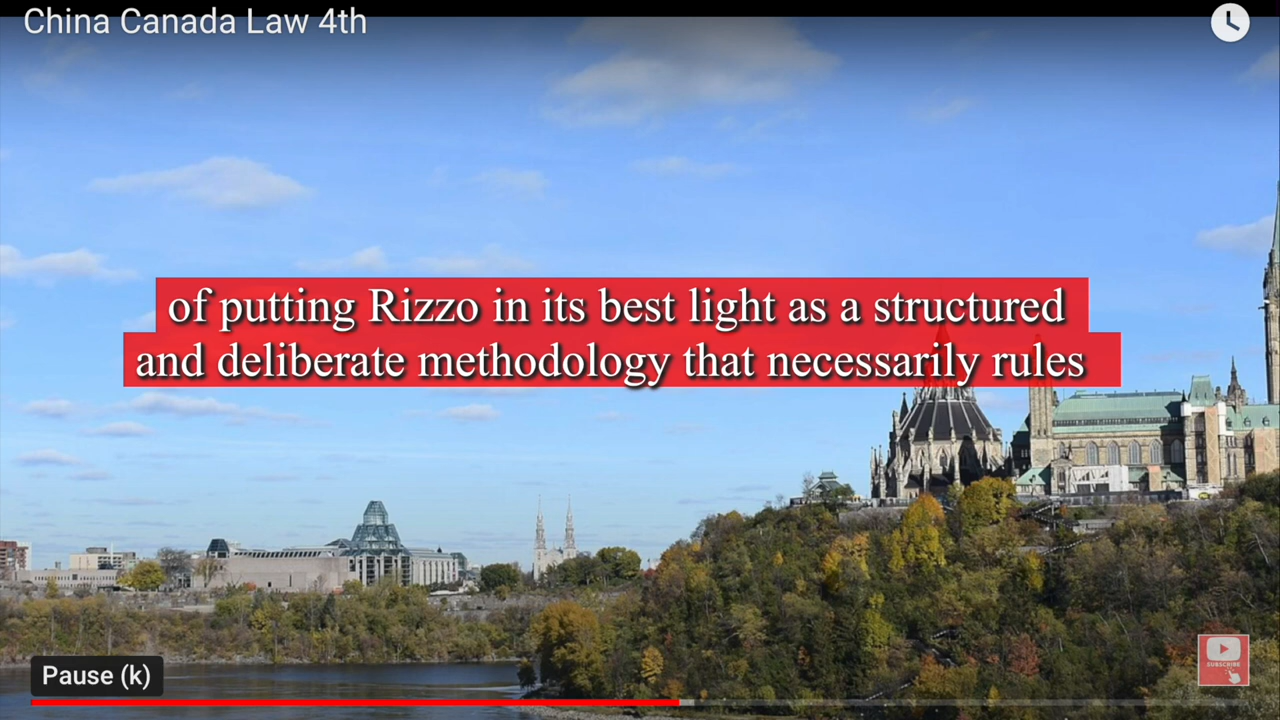 China Canada Law 4th
of putting Rizzo in its best light as a structured
and deliberate methodology that necessarily rules
SUBSCRIBE
Pause (k)